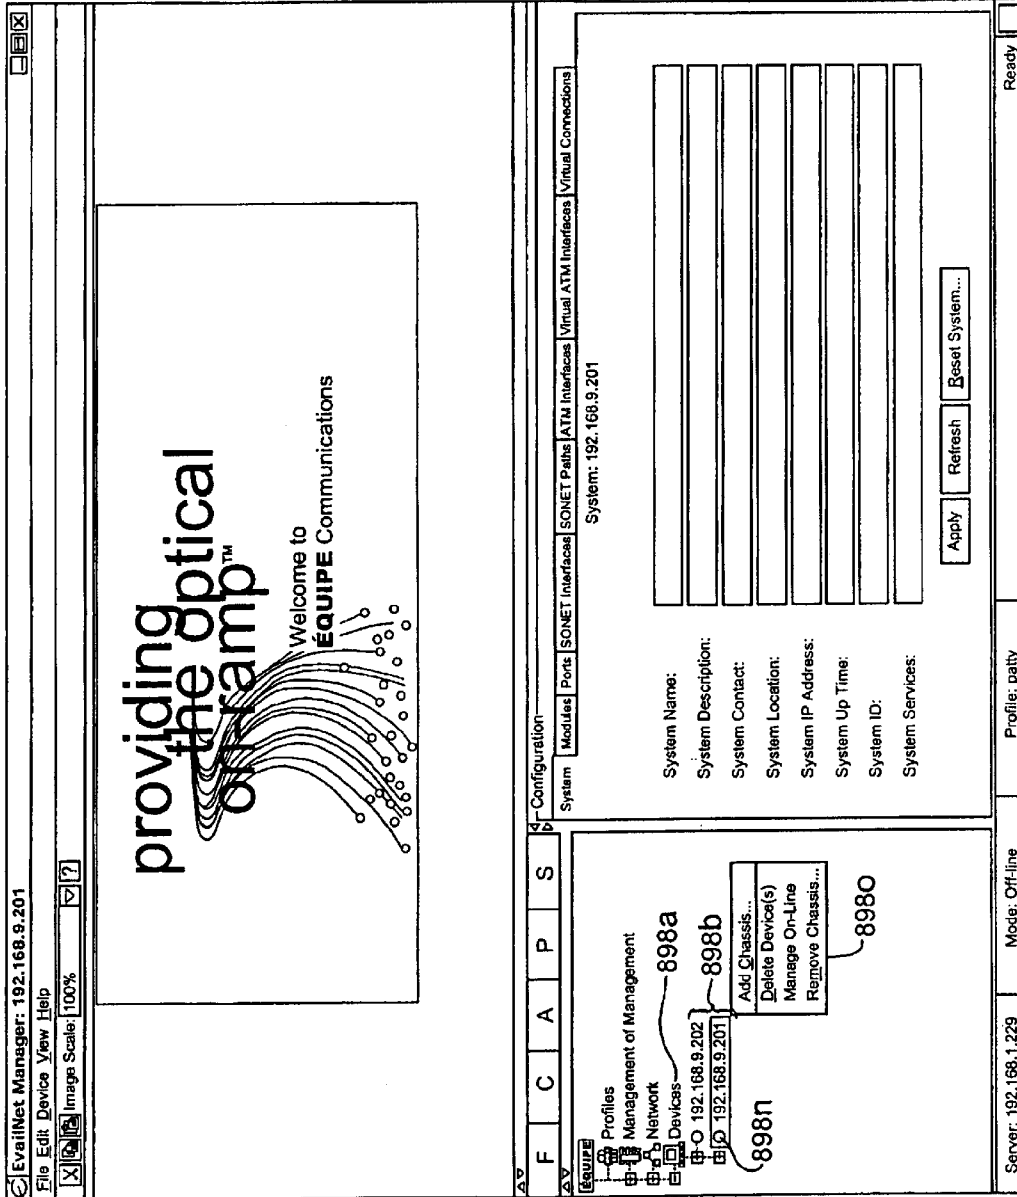 EvailNet Manager: 192.168.9.201
File Edit Device View Help
Image Scale: 100%
?
providing
the optical
on-ramp™
Welcome to
ÉQUIPE Communications
F C A P S
ÉQUIPE
Profiles
Management of Management
Network
Devices
192.168.9.202
192.168.9.201
898a
898b
898n
Add Chassis...
Delete Device(s)
Manage On-Line
Remove Chassis...
898o
Configuration
System Modules Ports SONET Interfaces SONET Paths ATM Interfaces Virtual ATM Interfaces Virtual Connections
System: 192.168.9.201
System Name:
System Description:
System Contact:
System Location:
System IP Address:
System Up Time:
System ID:
System Services:
Apply Refresh Reset System...
Server: 192.168.1.229 Mode: Off-line Profile: patty Ready